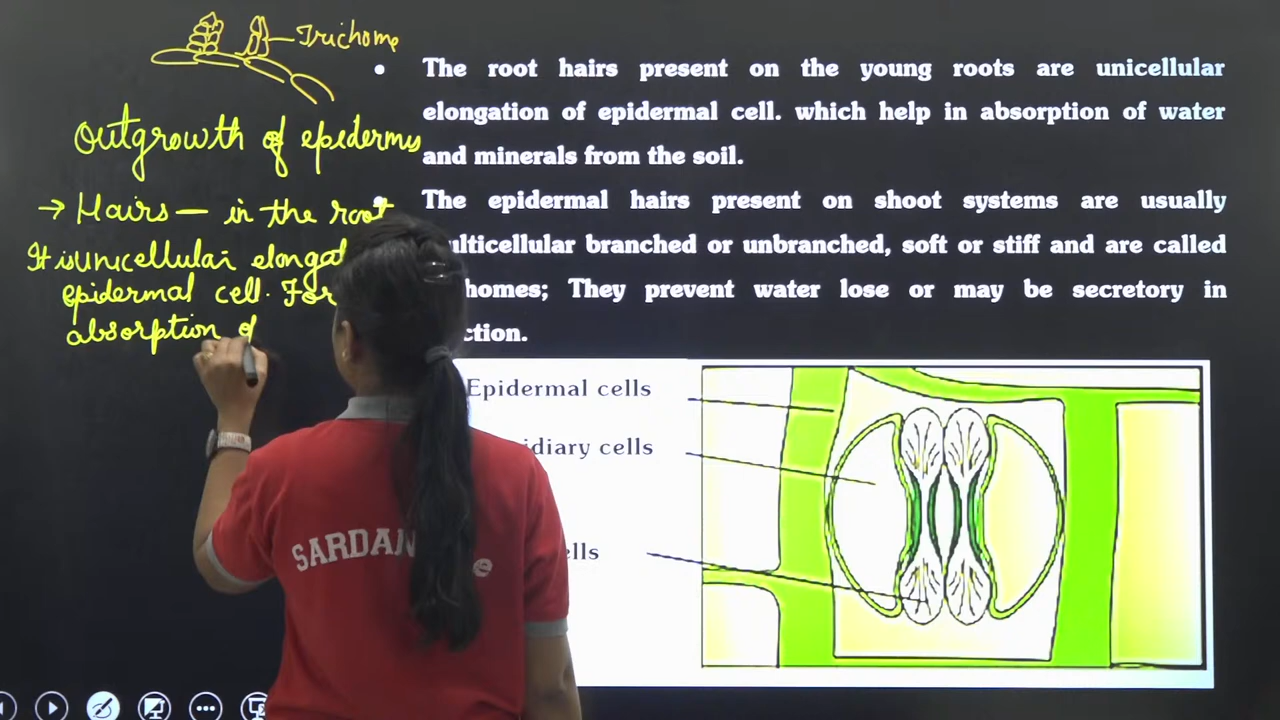 Trichome
Outgrowth of epidermus
→ Hairs — in the root
It is unicellular elongat
epidermal cell. For
absorption of
• The root hairs present on the young roots are unicellular
elongation of epidermal cell. which help in absorption of water
and minerals from the soil.
The epidermal hairs present on shoot systems are usually
ulticellular branched or unbranched, soft or stiff and are called
homes; They prevent water lose or may be secretory in
ction.
Epidermal cells
idiary cells
ells
SARDAN
e